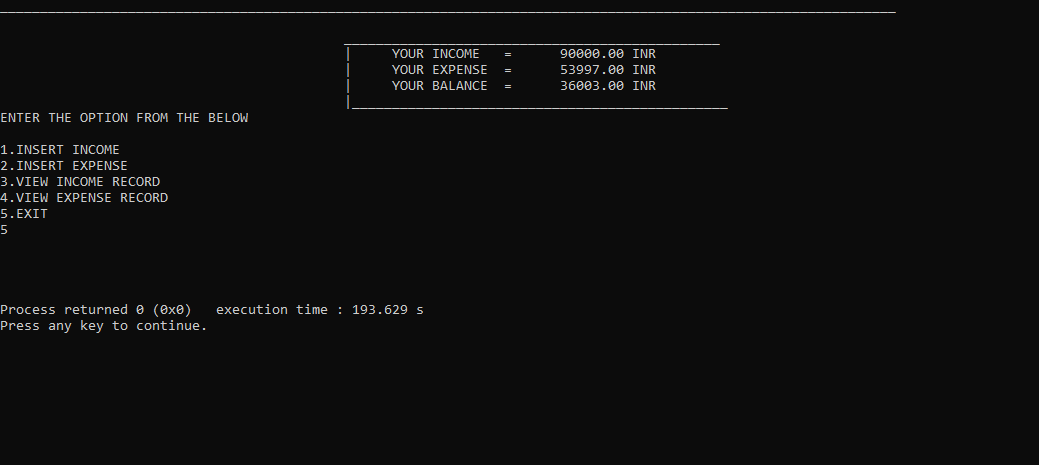 YOUR INCOME = 90000.00 INR
YOUR EXPENSE = 53997.00 INR
YOUR BALANCE = 36003.00 INR
ENTER THE OPTION FROM THE BELOW
1.INSERT INCOME
2.INSERT EXPENSE
3.VIEW INCOME RECORD
4.VIEW EXPENSE RECORD
5.EXIT
5
Process returned 0 (0x0) execution time : 193.629 s
Press any key to continue.